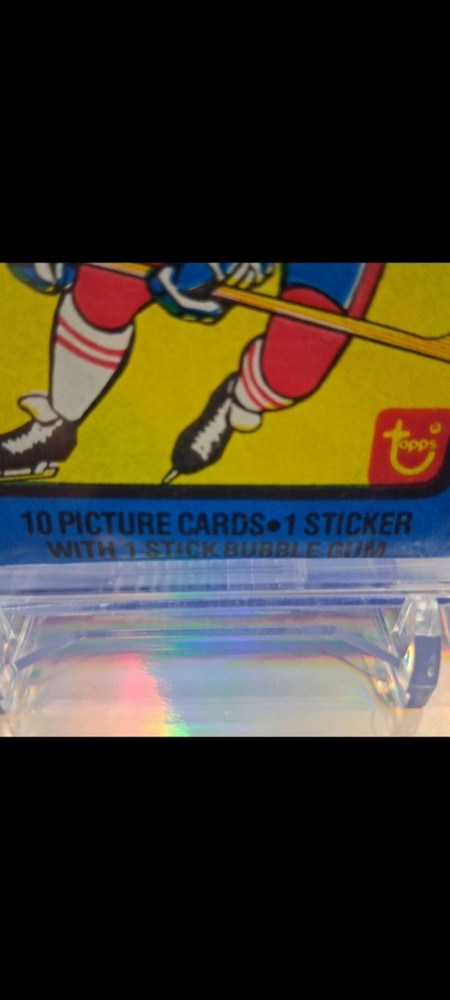 topps
10 PICTURE CARDS•1 STICKER
WITH 1 STICK BUBBLE GUM